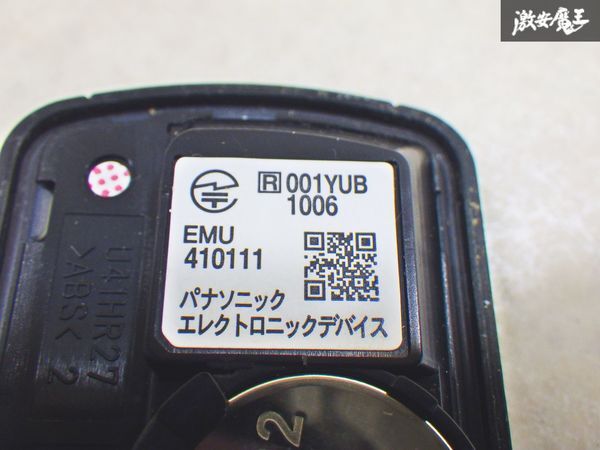 激安魔王
R 001YUB
1006
EMU
410111
パナソニック
エレクトロニックデバイス
U41HR27
>ABS< 2
2